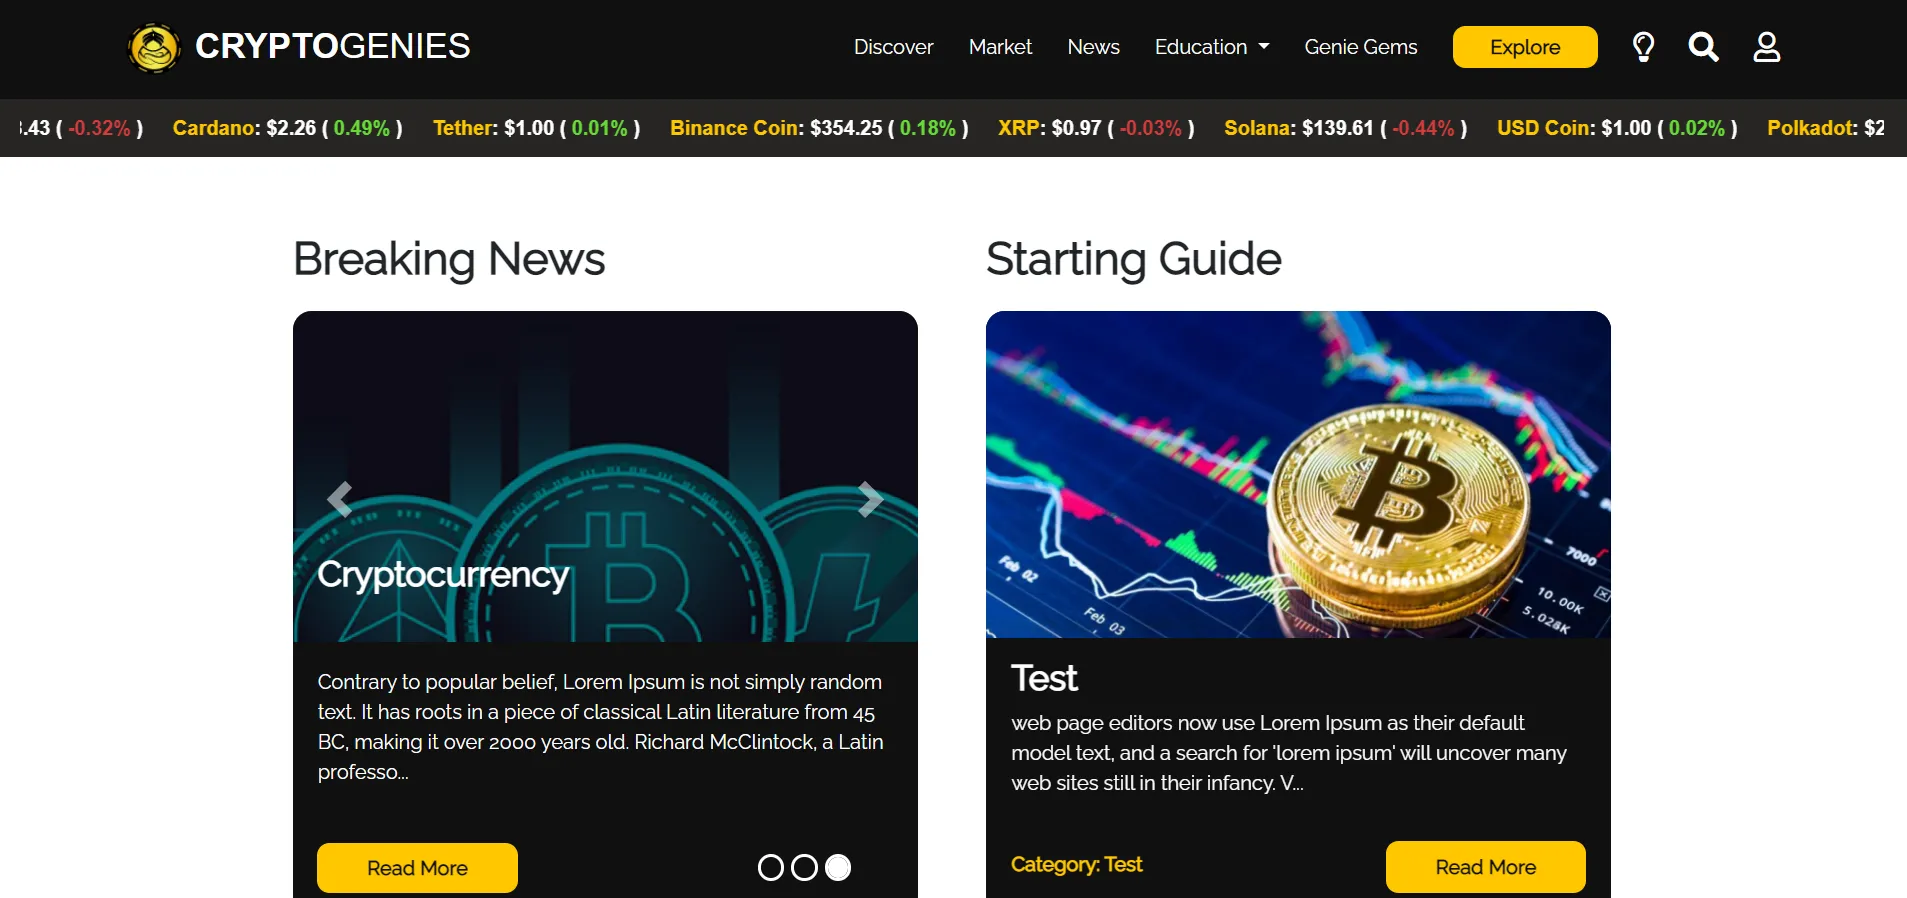 CRYPTOGENIES
Discover Market News Education Genie Gems Explore
.43 ( -0.32% ) Cardano: $2.26 ( 0.49% ) Tether: $1.00 ( 0.01% ) Binance Coin: $354.25 ( 0.18% ) XRP: $0.97 ( -0.03% ) Solana: $139.61 ( -0.44% ) USD Coin: $1.00 ( 0.02% ) Polkadot: $2
Breaking News
Cryptocurrency
Contrary to popular belief, Lorem Ipsum is not simply random
text. It has roots in a piece of classical Latin literature from 45
BC, making it over 2000 years old. Richard McClintock, a Latin
professo...
Read More
Starting Guide
Feb 02
Feb 03
7000
10.00K
5.028K
Test
web page editors now use Lorem Ipsum as their default
model text, and a search for 'lorem ipsum' will uncover many
web sites still in their infancy. V...
Category: Test
Read More